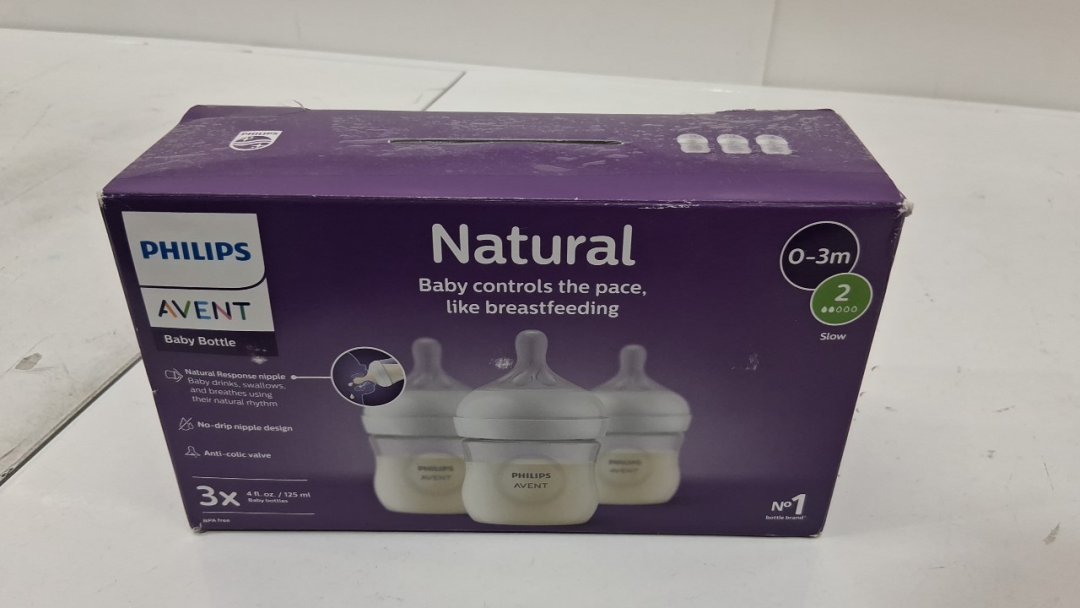 PHILIPS
PHILIPS
AVENT
Baby Bottle
Natural
Baby controls the pace,
like breastfeeding
0-3m
2
Slow
Natural Response nipple
Baby drinks, swallows,
and breathes using
their natural rhythm
No-drip nipple design
Anti-colic valve
3x
4 fl. oz. / 125 ml
Baby bottles
BPA free
PHILIPS
AVENT
PHILIPS
AVENT
PHILIPS
AVENT
Nº1
bottle brand*